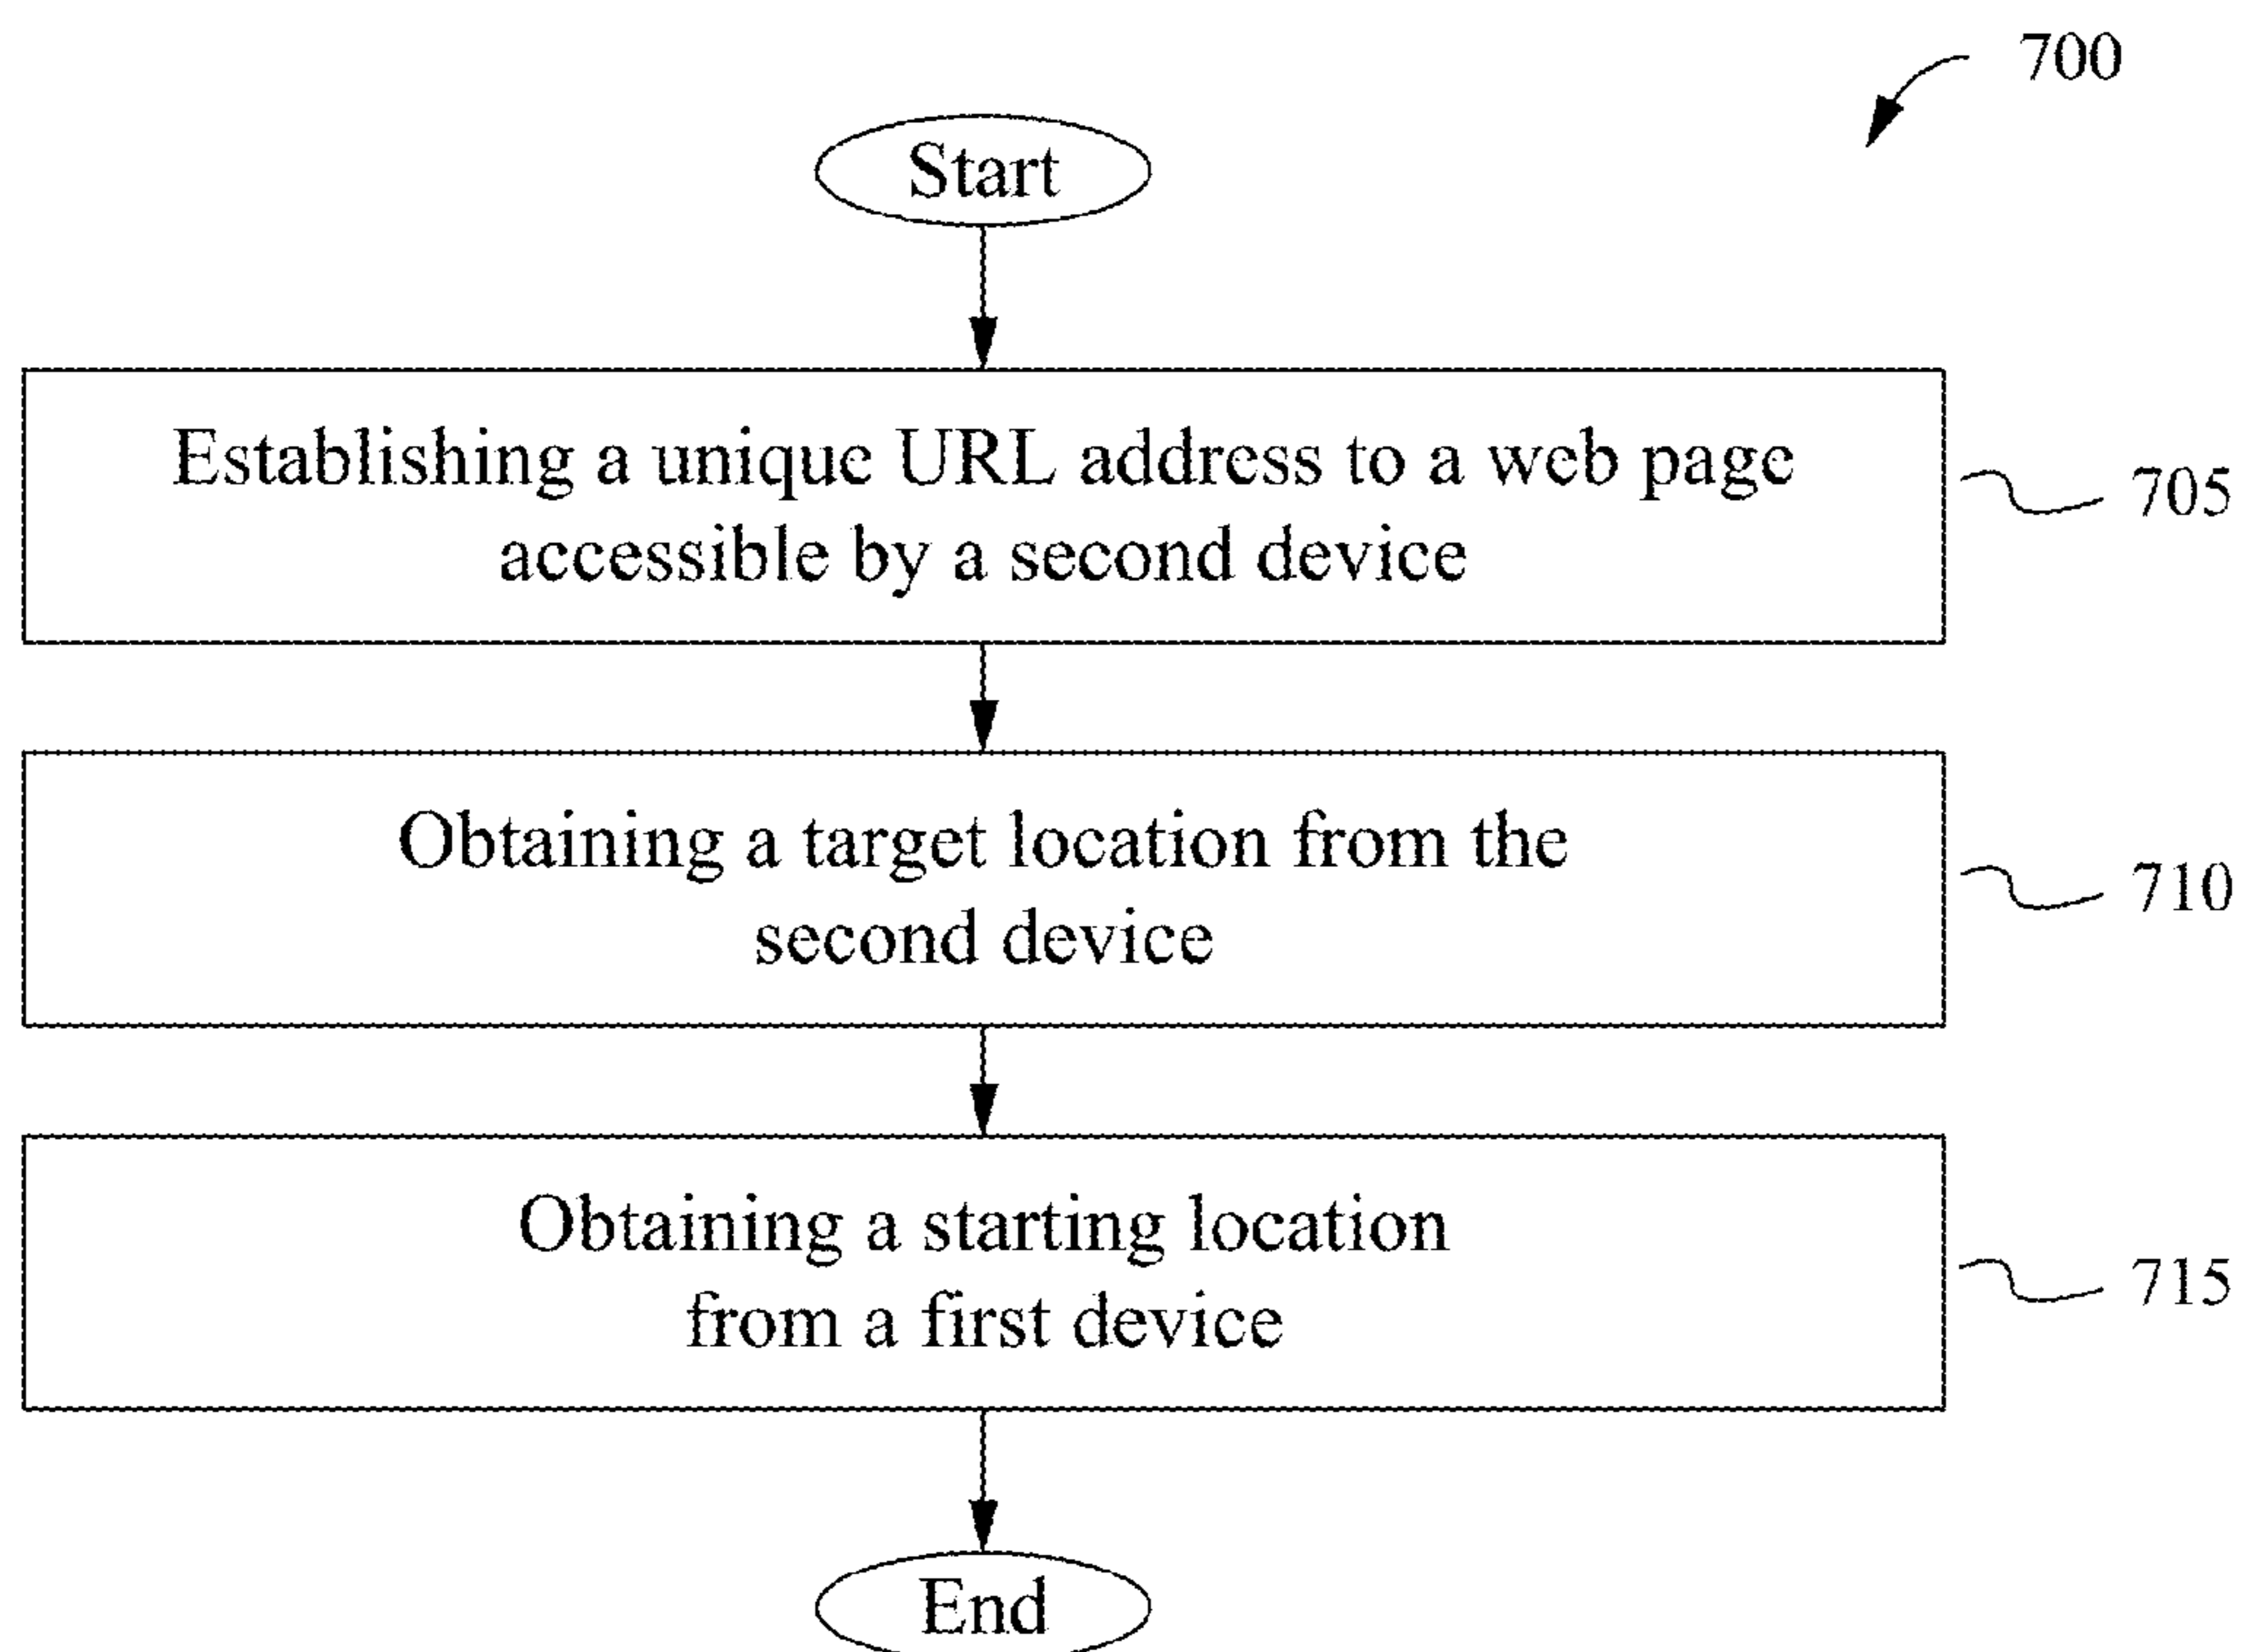 700
Start
Establishing a unique URL address to a web page
accessible by a second device
705
Obtaining a target location from the
second device
710
Obtaining a starting location
from a first device
715
End